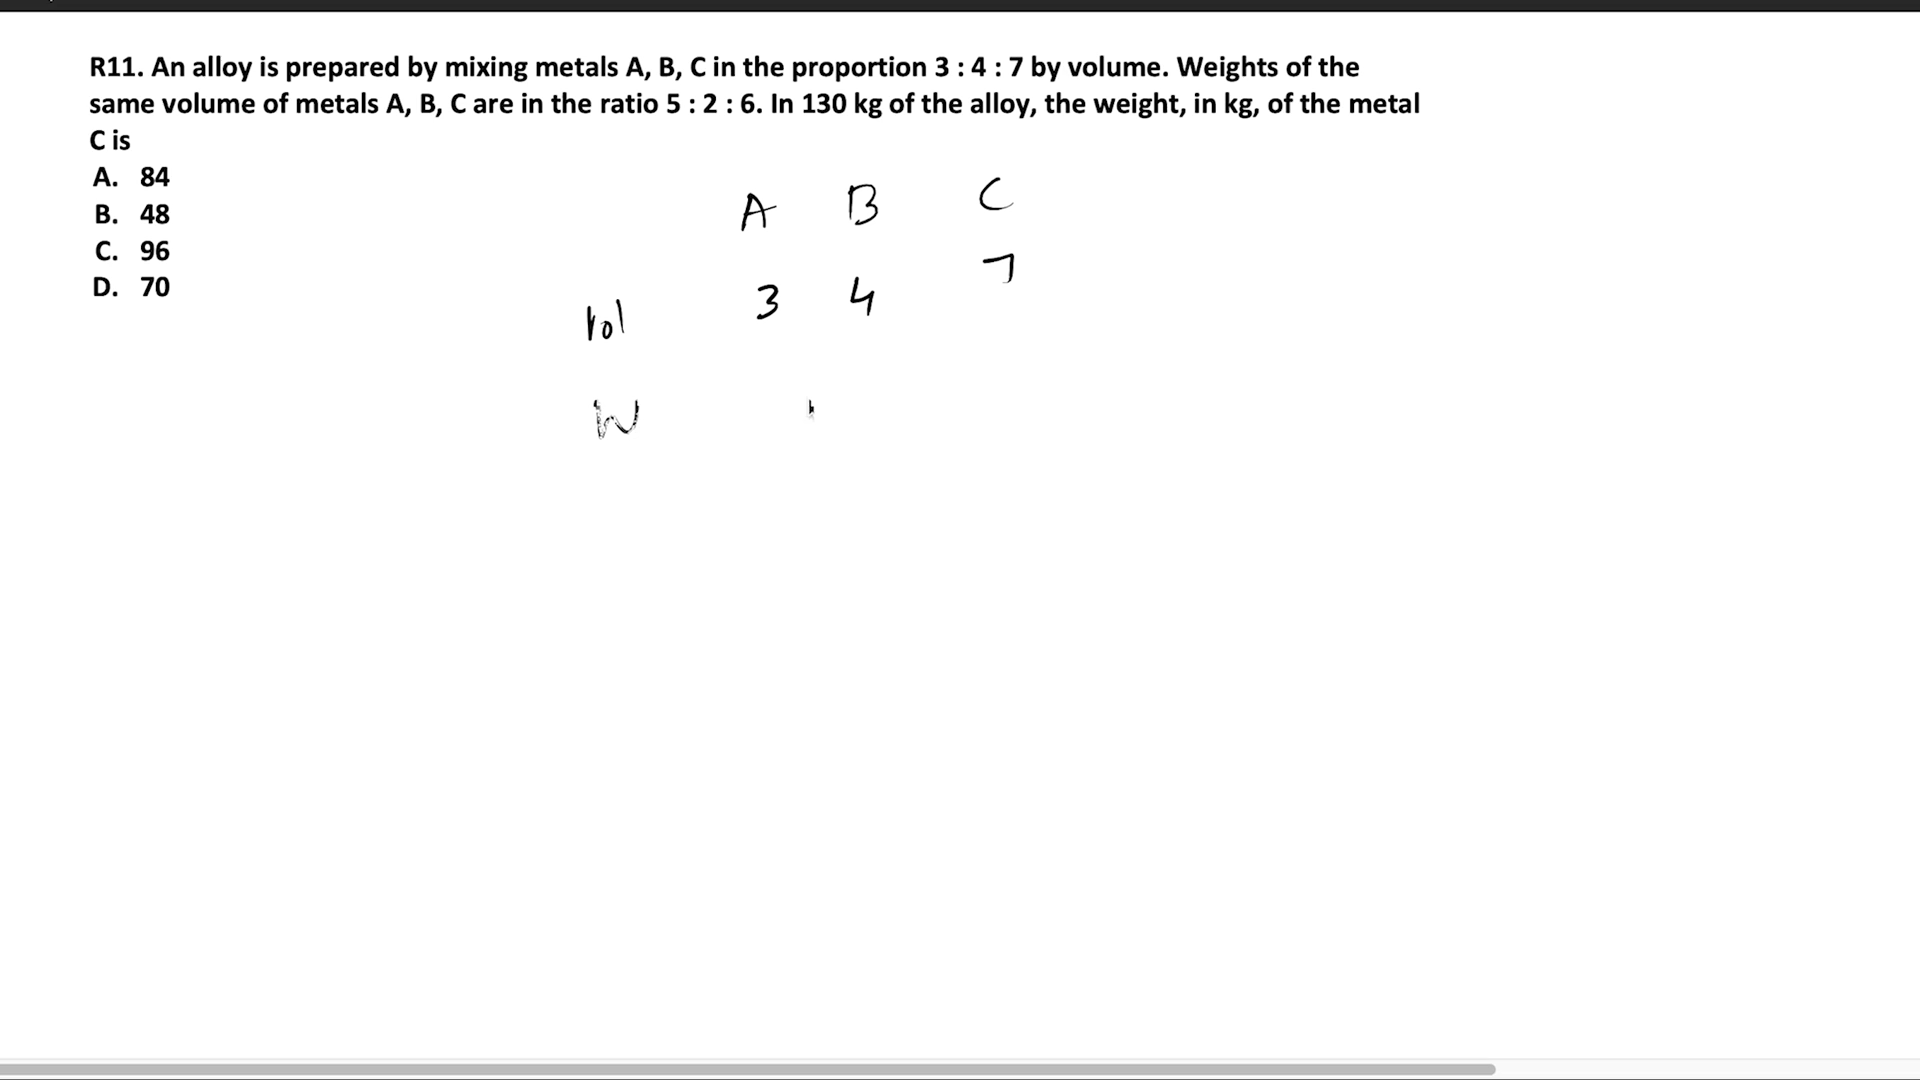 R11. An alloy is prepared by mixing metals A, B, C in the proportion 3 : 4 : 7 by volume. Weights of the
same volume of metals A, B, C are in the ratio 5 : 2 : 6. In 130 kg of the alloy, the weight, in kg, of the metal
C is
A. 84
B. 48
C. 96
D. 70
A B C
Vol 3 4 7
W